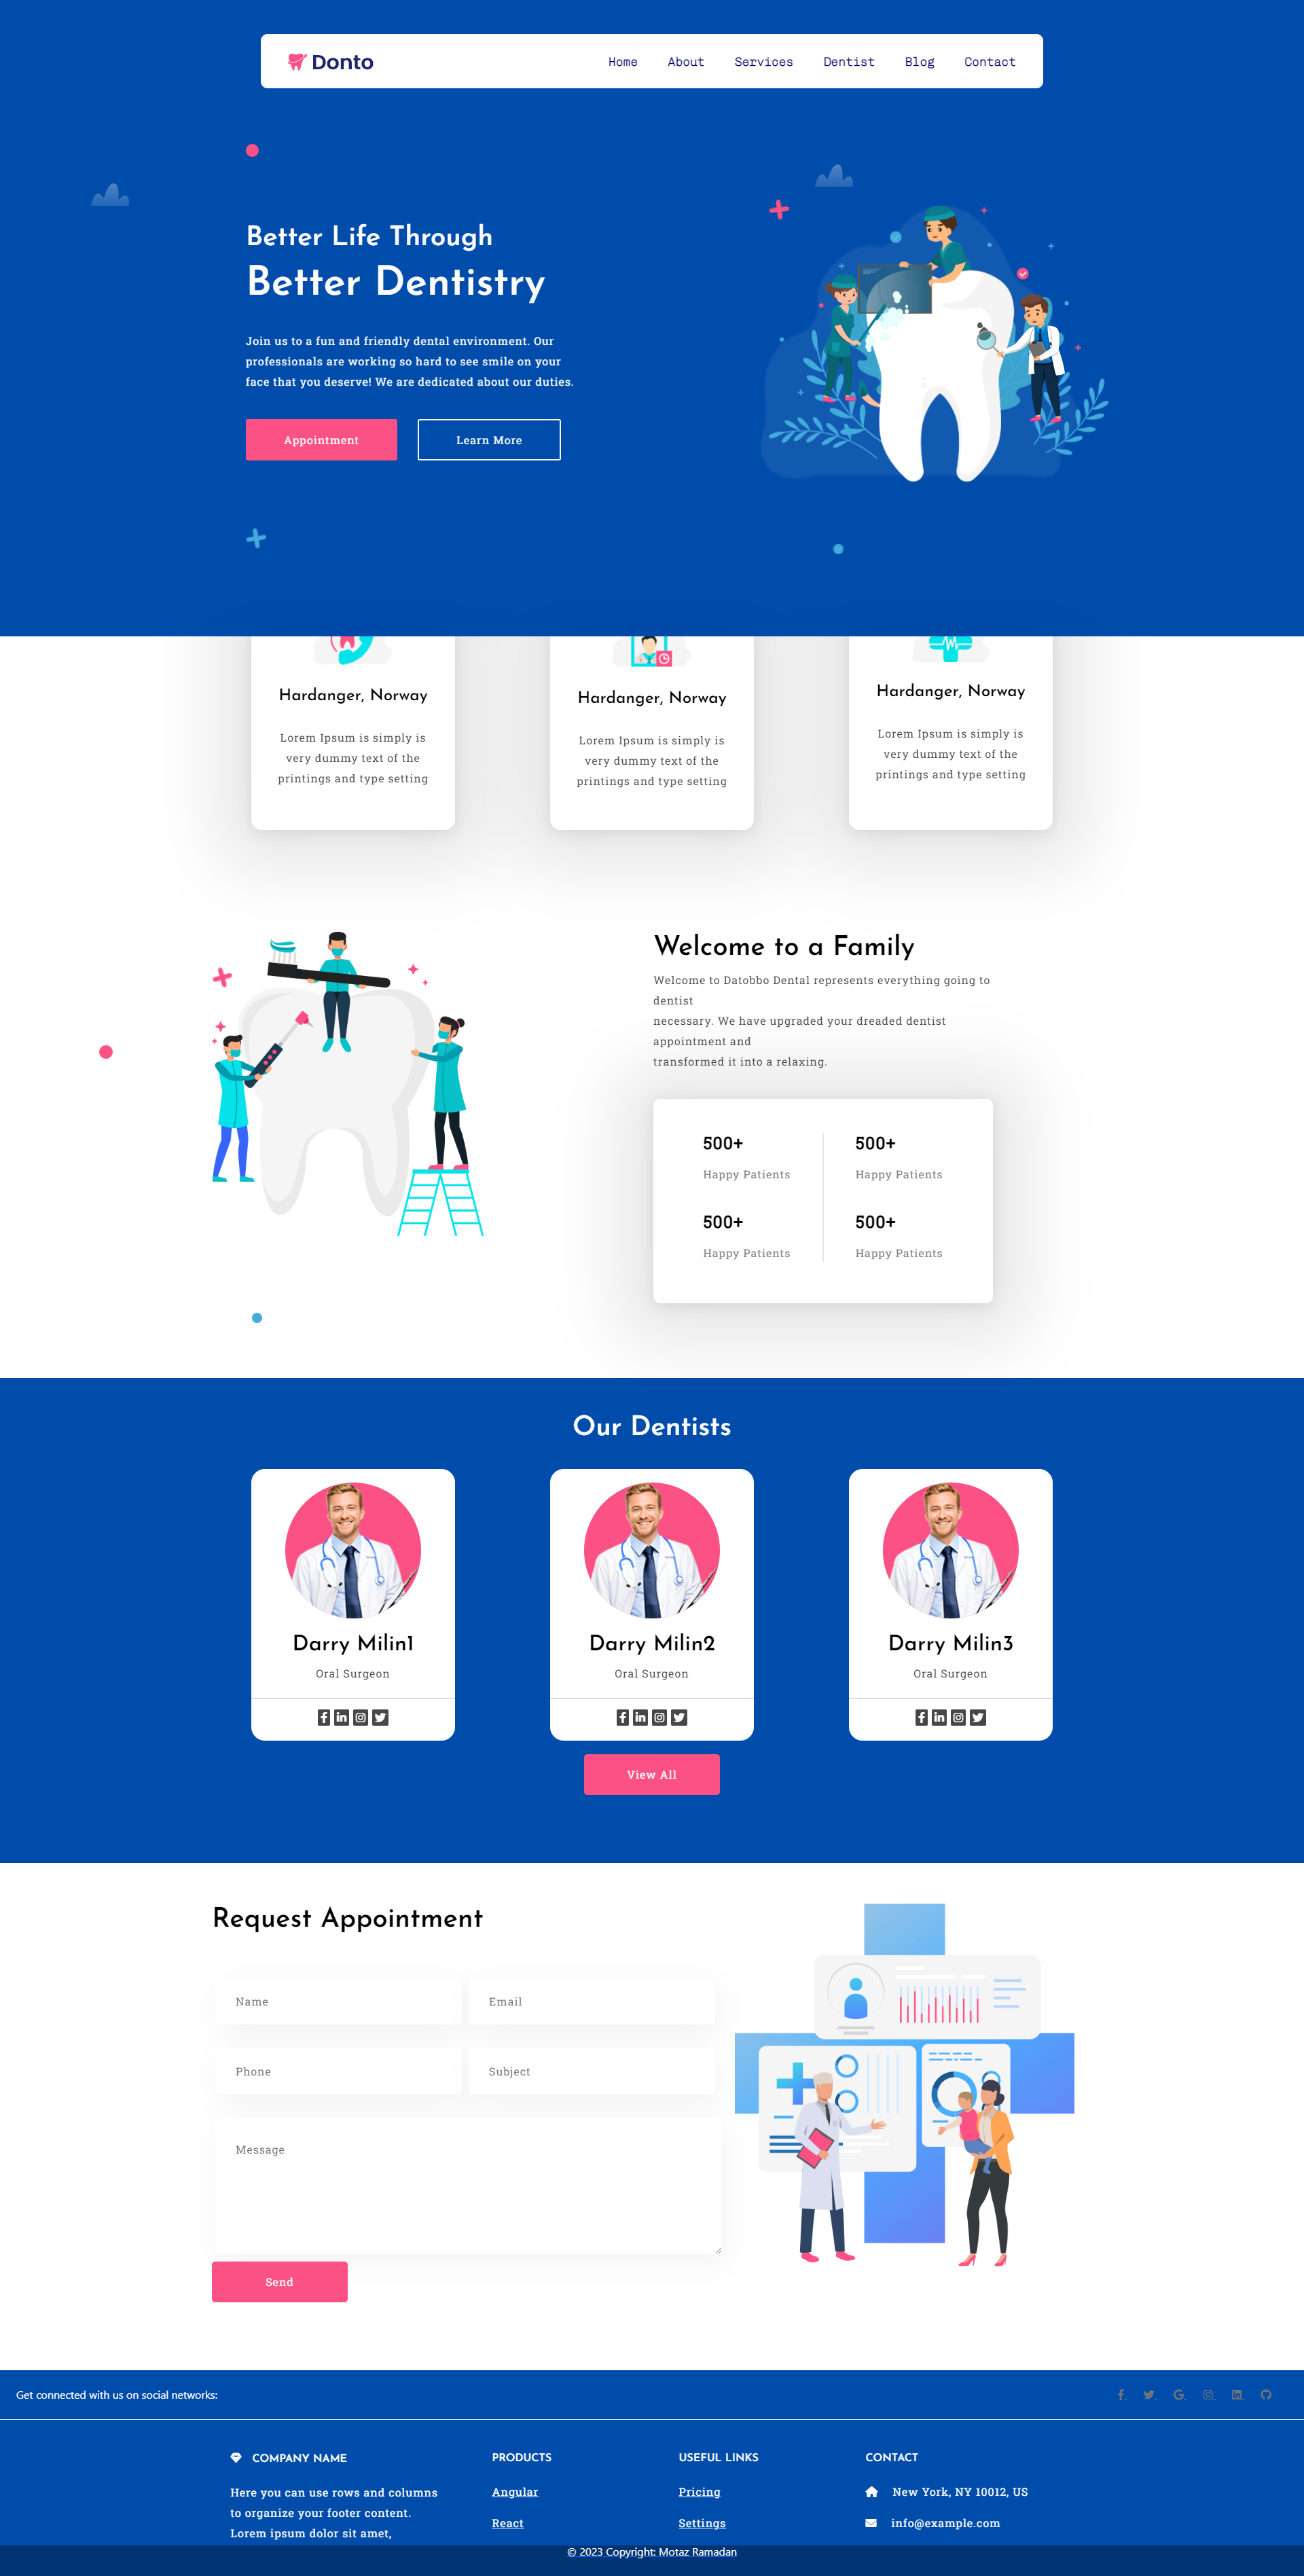 Donto
Home About Services Dentist Blog Contact
Better Life Through
Better Dentistry
Join us to a fun and friendly dental environment. Our
professionals are working so hard to see smile on your
face that you deserve! We are dedicated about our duties.
Appointment Learn More
Hardanger, Norway
Lorem Ipsum is simply is
very dummy text of the
printings and type setting
Hardanger, Norway
Lorem Ipsum is simply is
very dummy text of the
printings and type setting
Hardanger, Norway
Lorem Ipsum is simply is
very dummy text of the
printings and type setting
Welcome to a Family
Welcome to Datobbo Dental represents everything going to
dentist
necessary. We have upgraded your dreaded dentist
appointment and
transformed it into a relaxing.
500+
Happy Patients
500+
Happy Patients
500+
Happy Patients
500+
Happy Patients
Our Dentists
Darry Milin1
Oral Surgeon
Darry Milin2
Oral Surgeon
Darry Milin3
Oral Surgeon
View All
Request Appointment
Name
Email
Phone
Subject
Message
Send
Get connected with us on social networks:
COMPANY NAME
Here you can use rows and columns
to organize your footer content.
Lorem ipsum dolor sit amet,
PRODUCTS
Angular
React
USEFUL LINKS
Pricing
Settings
CONTACT
New York, NY 10012, US
info@example.com
© 2023 Copyright: Motaz Ramadan